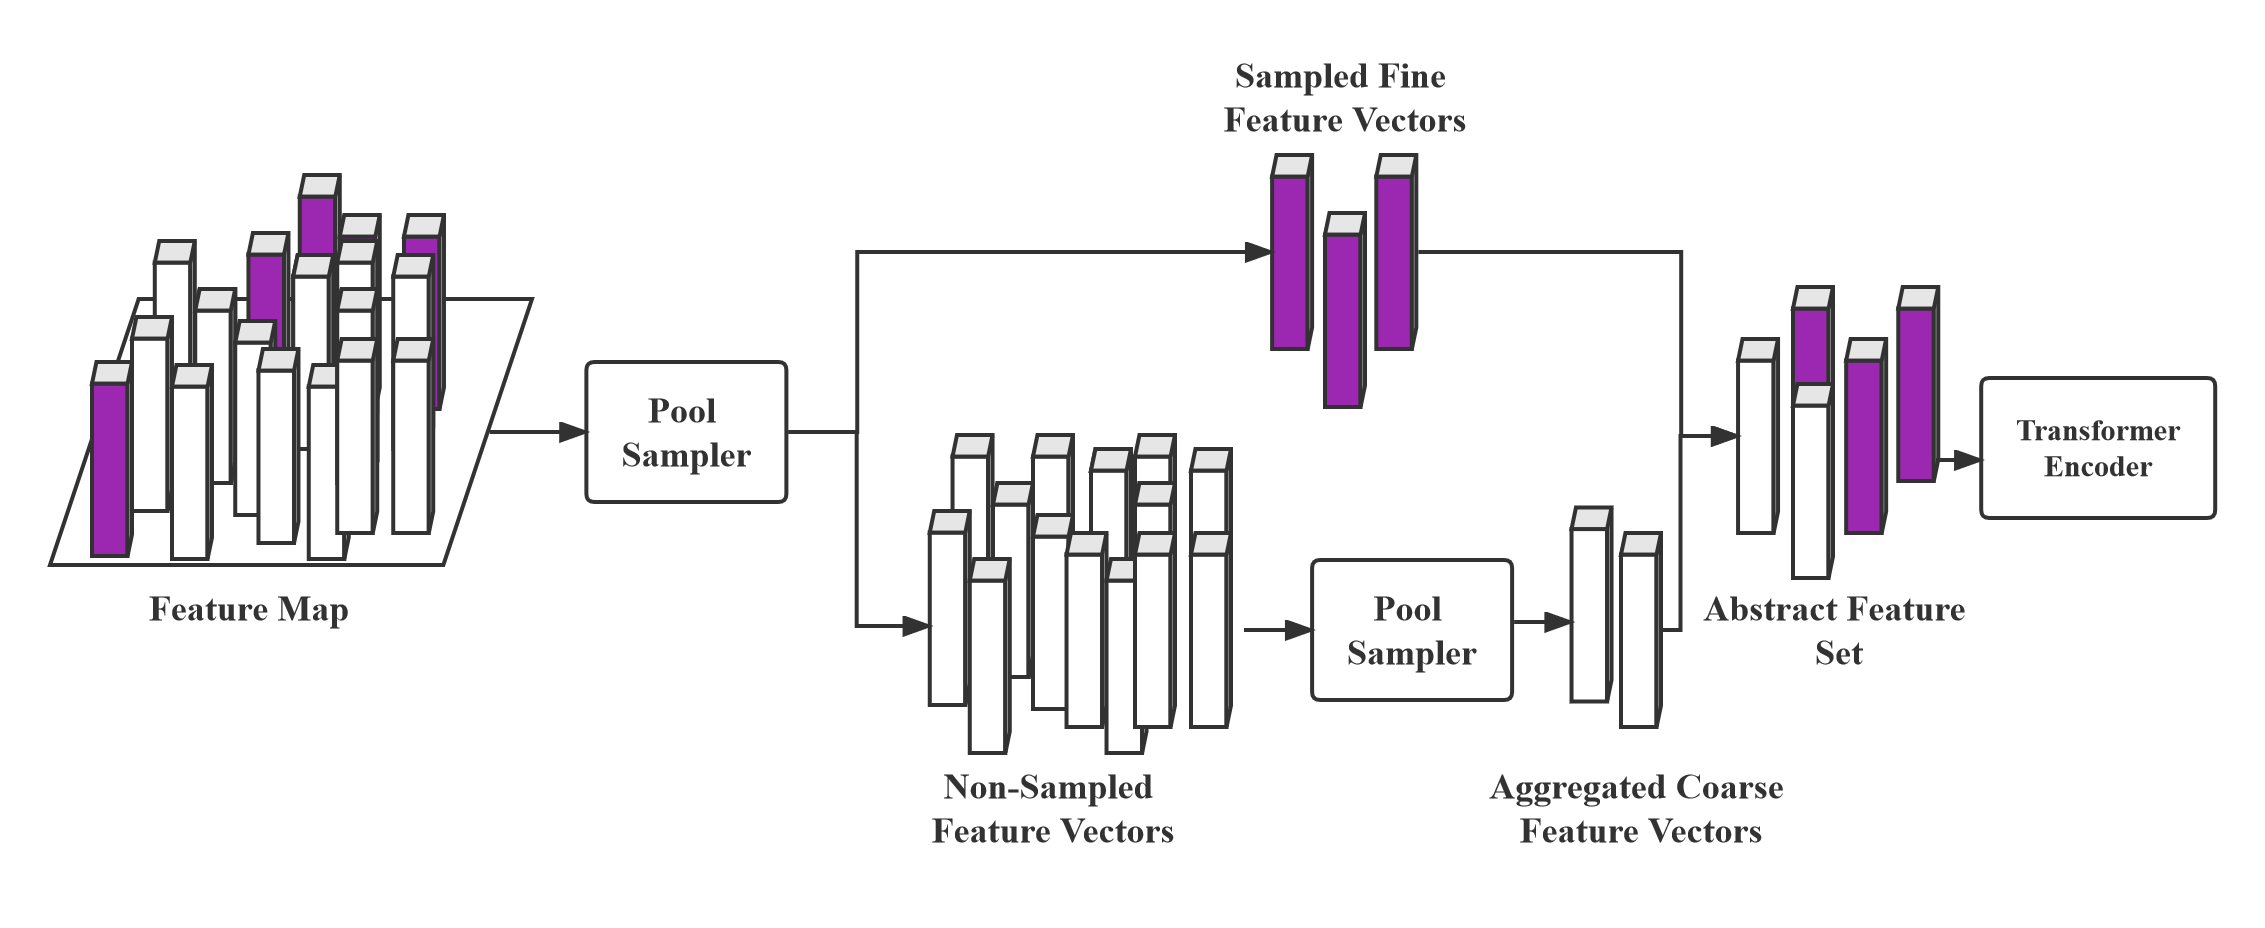 Sampled Fine
Feature Vectors
Pool
Sampler
Transformer
Encoder
Feature Map
Pool
Sampler
Abstract Feature
Set
Non-Sampled
Feature Vectors
Aggregated Coarse
Feature Vectors